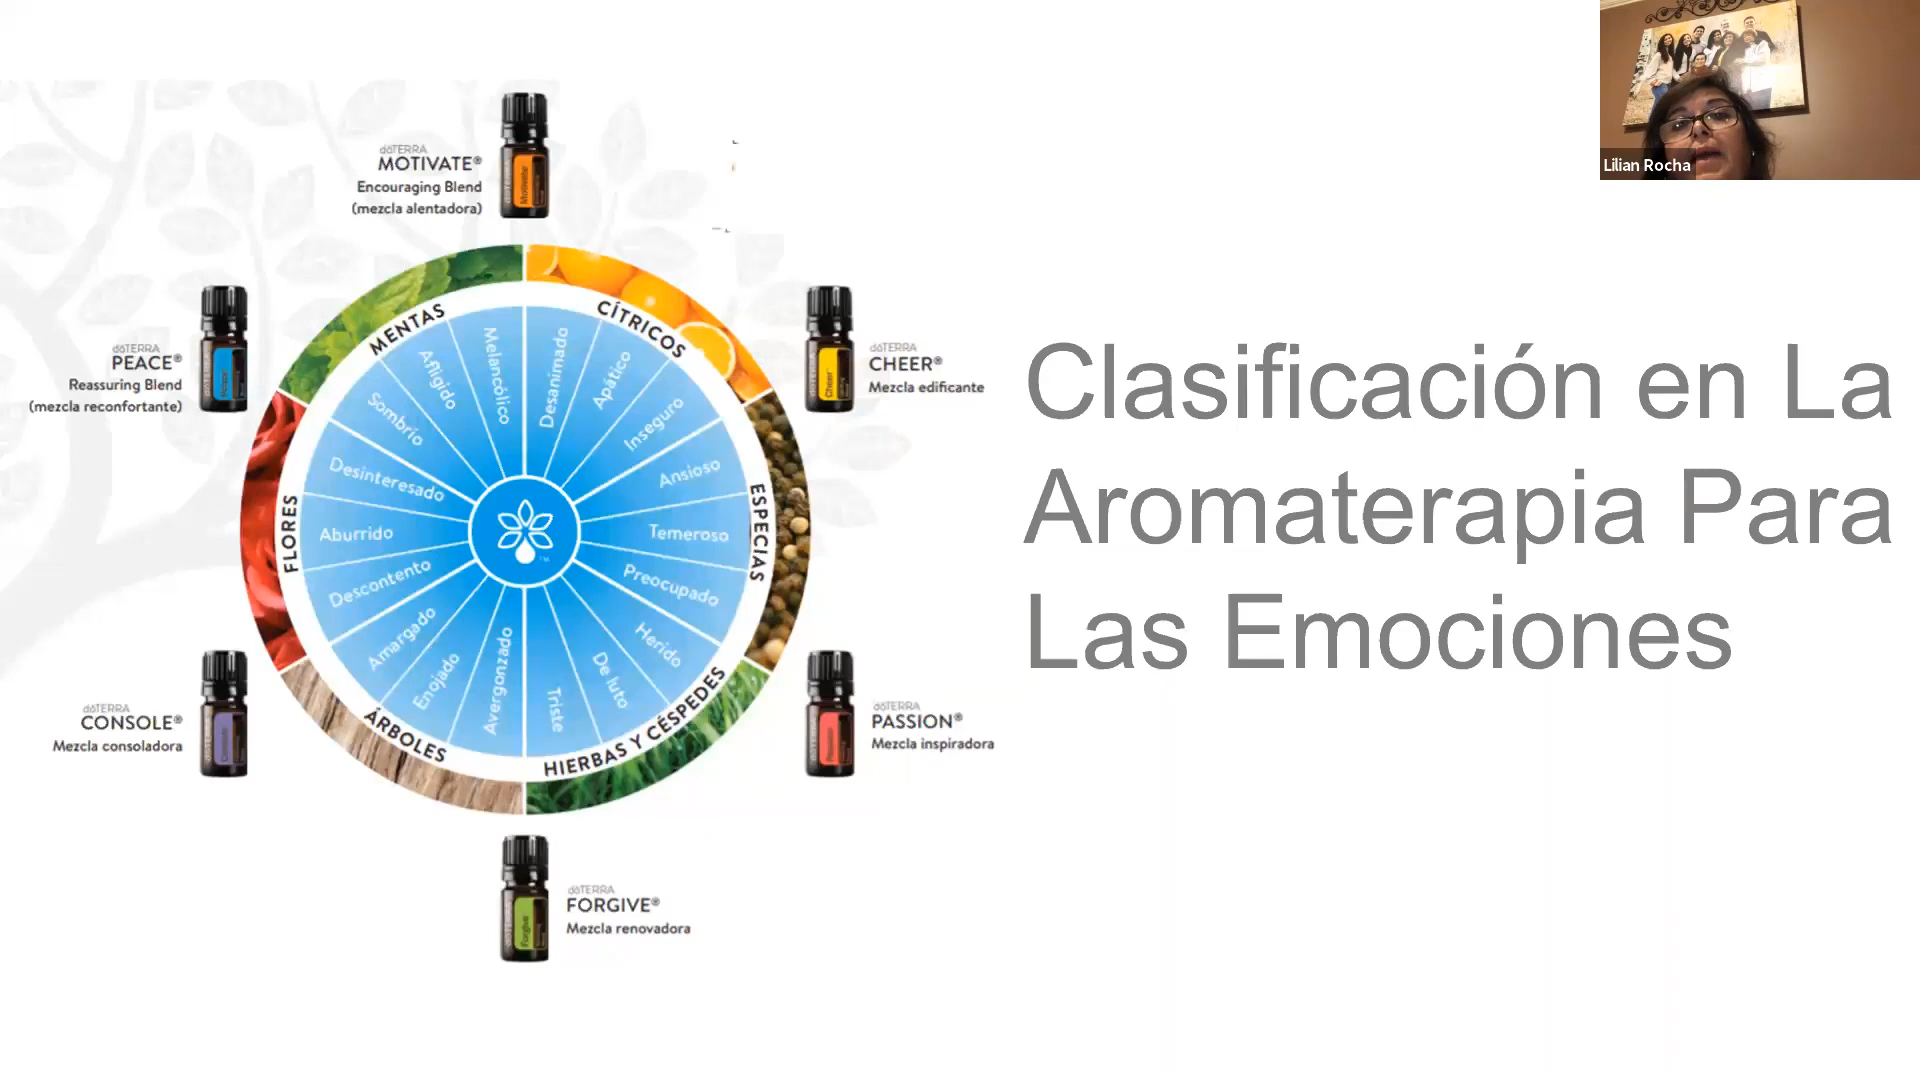 Lilian Rocha
dōTERRA
MOTIVATE®
Encouraging Blend
(mezcla alentadora)
dōTERRA
PEACE®
Reassuring Blend
(mezcla reconfortante)
dōTERRA
CHEER®
Mezcla edificante
dōTERRA
CONSOLE®
Mezcla consoladora
dōTERRA
PASSION®
Mezcla inspiradora
dōTERRA
FORGIVE®
Mezcla renovadora
MENTAS
CÍTRICOS
ESPECIAS
HIERBAS Y CÉSPEDES
ÁRBOLES
FLORES
Sombrío
Afligido
Melancólico
Desanimado
Apático
Inseguro
Ansioso
Temeroso
Preocupado
Herido
De luto
Triste
Avergonzado
Enojado
Amargado
Descontento
Aburrido
Desinteresado
Clasificación en La
Aromaterapia Para
Las Emociones